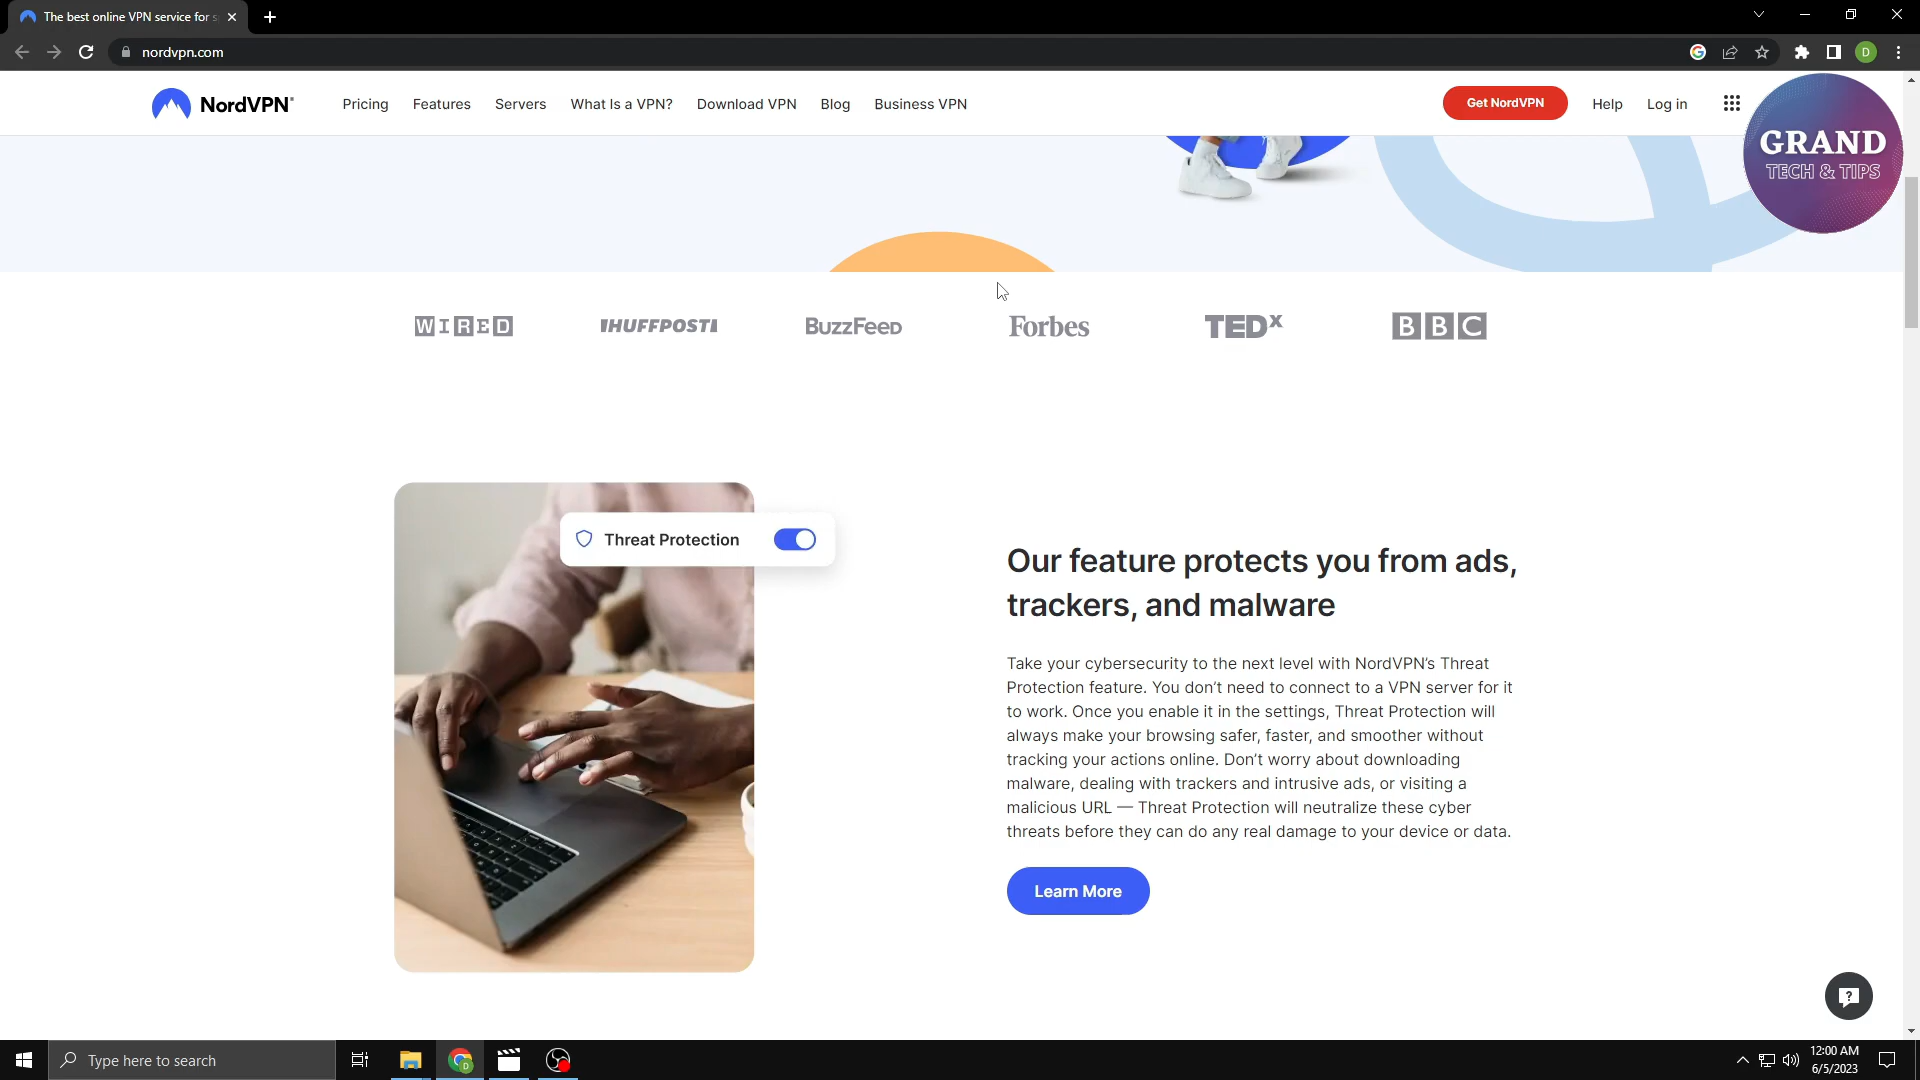 The best online VPN service for s
nordvpn.com
D
NordVPN®
Pricing
Features
Servers
What Is a VPN?
Download VPN
Blog
Business VPN
Get NordVPN
Help
Log in
GRAND
TECH & TIPS
WIRED
HUFFPOST
BuzzFeed
Forbes
TEDx
BBC
Threat Protection
Our feature protects you from ads,
trackers, and malware
Take your cybersecurity to the next level with NordVPN's Threat
Protection feature. You don't need to connect to a VPN server for it
to work. Once you enable it in the settings, Threat Protection will
always make your browsing safer, faster, and smoother without
tracking your actions online. Don't worry about downloading
malware, dealing with trackers and intrusive ads, or visiting a
malicious URL — Threat Protection will neutralize these cyber
threats before they can do any real damage to your device or data.
Learn More
?
Type here to search
D
12:00 AM
6/5/2023